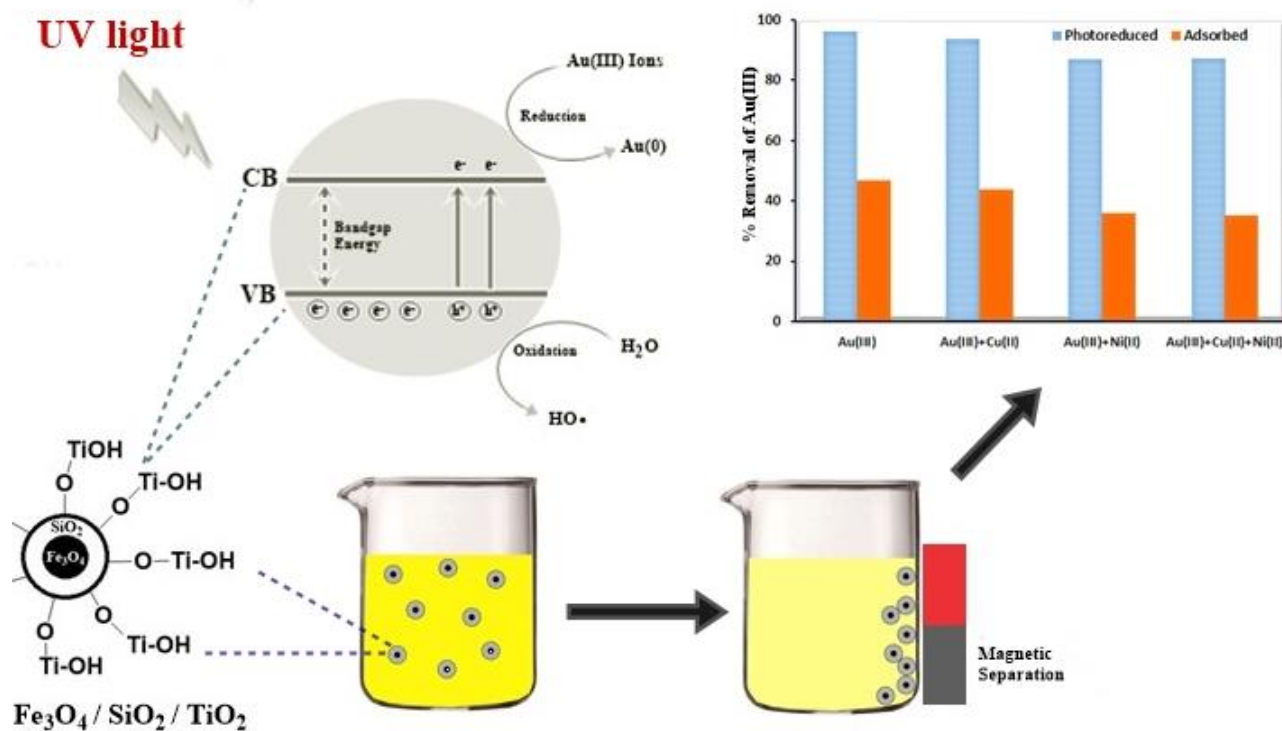 UV light
CB
VB
Bandgap
Energy
e⁻ e⁻
e⁻ e⁻ e⁻ e⁻ h⁺ h⁺
Au(III) Ions
Reduction
Au(0)
Oxidation
H₂O
HO•
% Removal of Au(III)
100
80
60
40
20
0
Photoreduced Adsorbed
Au(III) Au(III)+Cu(II) Au(III)+Ni(II) Au(III)+Cu(II)+Ni(II)
TiOH
O
Ti-OH
O
SiO₂
Fe₃O₄
O—Ti-OH
O
Ti-OH
O
Ti-OH
Fe₃O₄ / SiO₂ / TiO₂
Magnetic
Separation